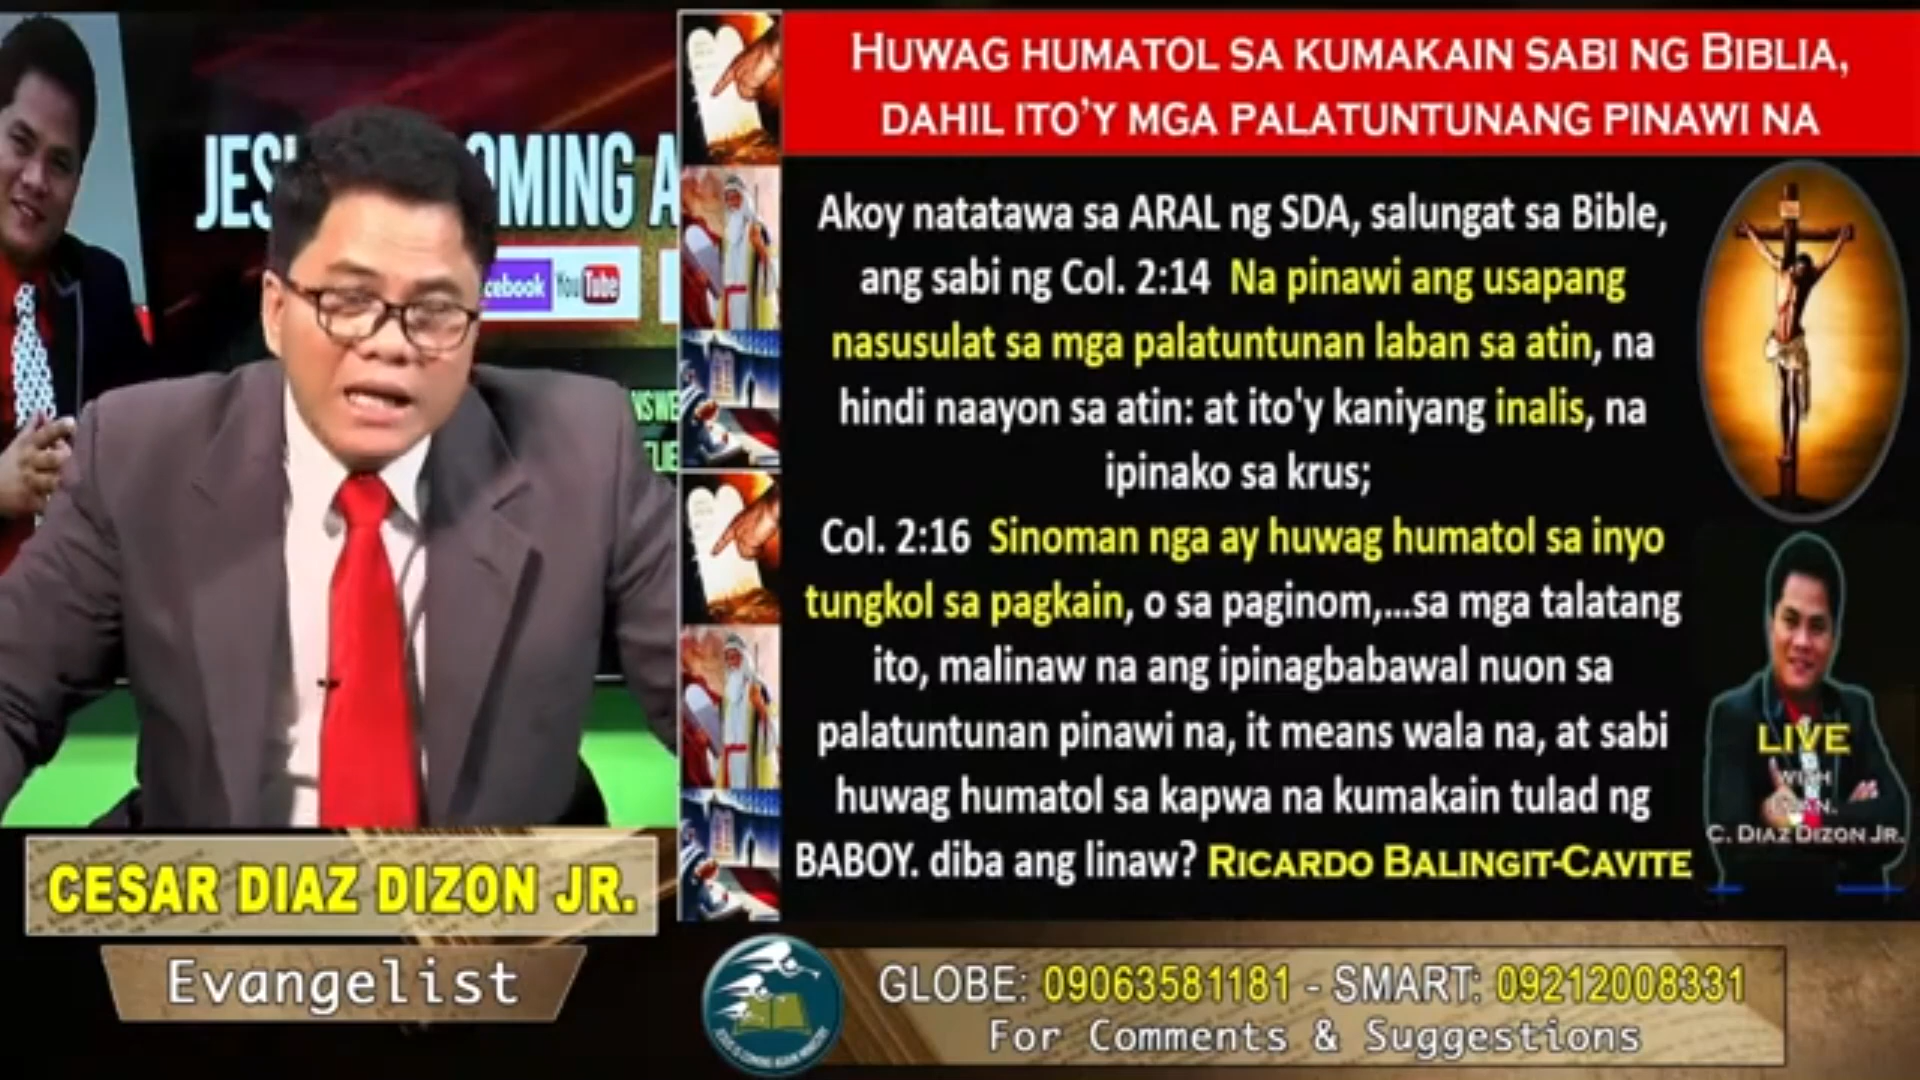 HUWAG HUMATOL SA KUMAKAIN SABI NG BIBLIA,
DAHIL ITO'Y MGA PALATUNTUNANG PINAWI NA
Akoy natatawa sa ARAL ng SDA, salungat sa Bible,
ang sabi ng Col. 2:14 Na pinawi ang usapang
nasusulat sa mga palatuntunan laban sa atin, na
hindi naayon sa atin: at ito'y kaniyang inalis, na
ipinako sa krus;
Col. 2:16 Sinoman nga ay huwag humatol sa inyo
tungkol sa pagkain, o sa paginom,...sa mga talatang
ito, malinaw na ang ipinagbabawal nuon sa
palatuntunan pinawi na, it means wala na, at sabi
huwag humatol sa kapwa na kumakain tulad ng
BABOY. diba ang linaw? RICARDO BALINGIT-CAVITE
LIVE
WITH
C. DIAZ DIZON JR.
YouTube
CESAR DIAZ DIZON JR.
Evangelist
GLOBE: 09063581181 - SMART: 09212008331
For Comments & Suggestions